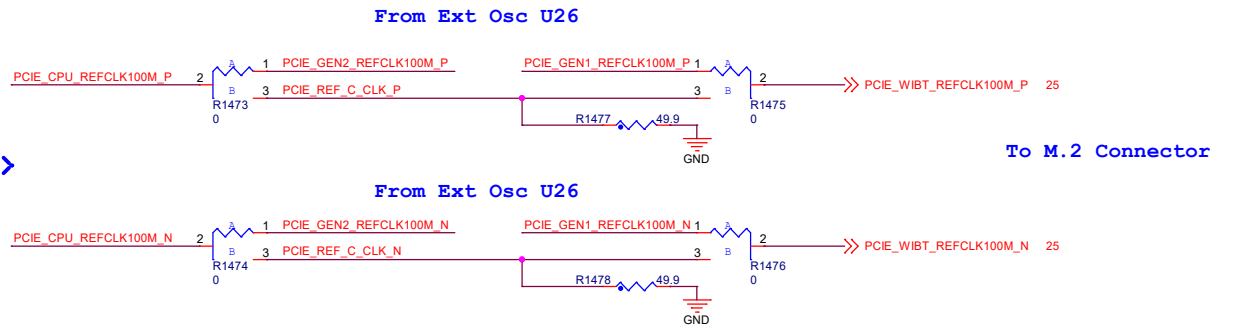 From Ext Osc U26
PCIE_CPU_REFCLK100M_P 2 A 1 PCIE_GEN2_REFCLK100M_P PCIE_GEN1_REFCLK100M_P 1 A 2 PCIE_WIBT_REFCLK100M_P 25
B 3 PCIE_REF_C_CLK_P 3 B
R1473 R1475
0 R1477 49.9 0
GND
To M.2 Connector
From Ext Osc U26
PCIE_CPU_REFCLK100M_N 2 A 1 PCIE_GEN2_REFCLK100M_N PCIE_GEN1_REFCLK100M_N 1 A 2 PCIE_WIBT_REFCLK100M_N 25
B 3 PCIE_REF_C_CLK_N 3 B
R1474 R1476
0 R1478 49.9 0
GND